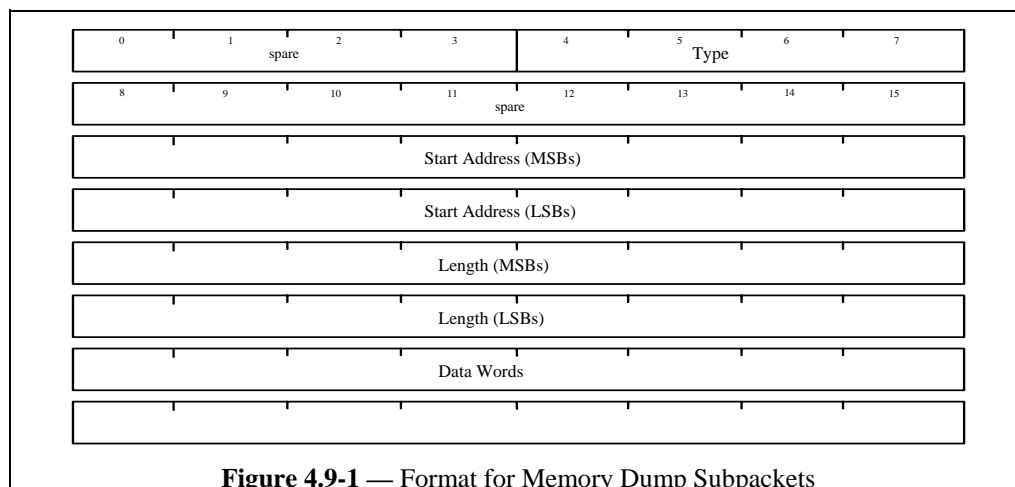 0 1 2 3 4 5 6 7
spare Type
8 9 10 11 12 13 14 15
spare
Start Address (MSBs)
Start Address (LSBs)
Length (MSBs)
Length (LSBs)
Data Words
Figure 4.9-1 — Format for Memory Dump Subpackets